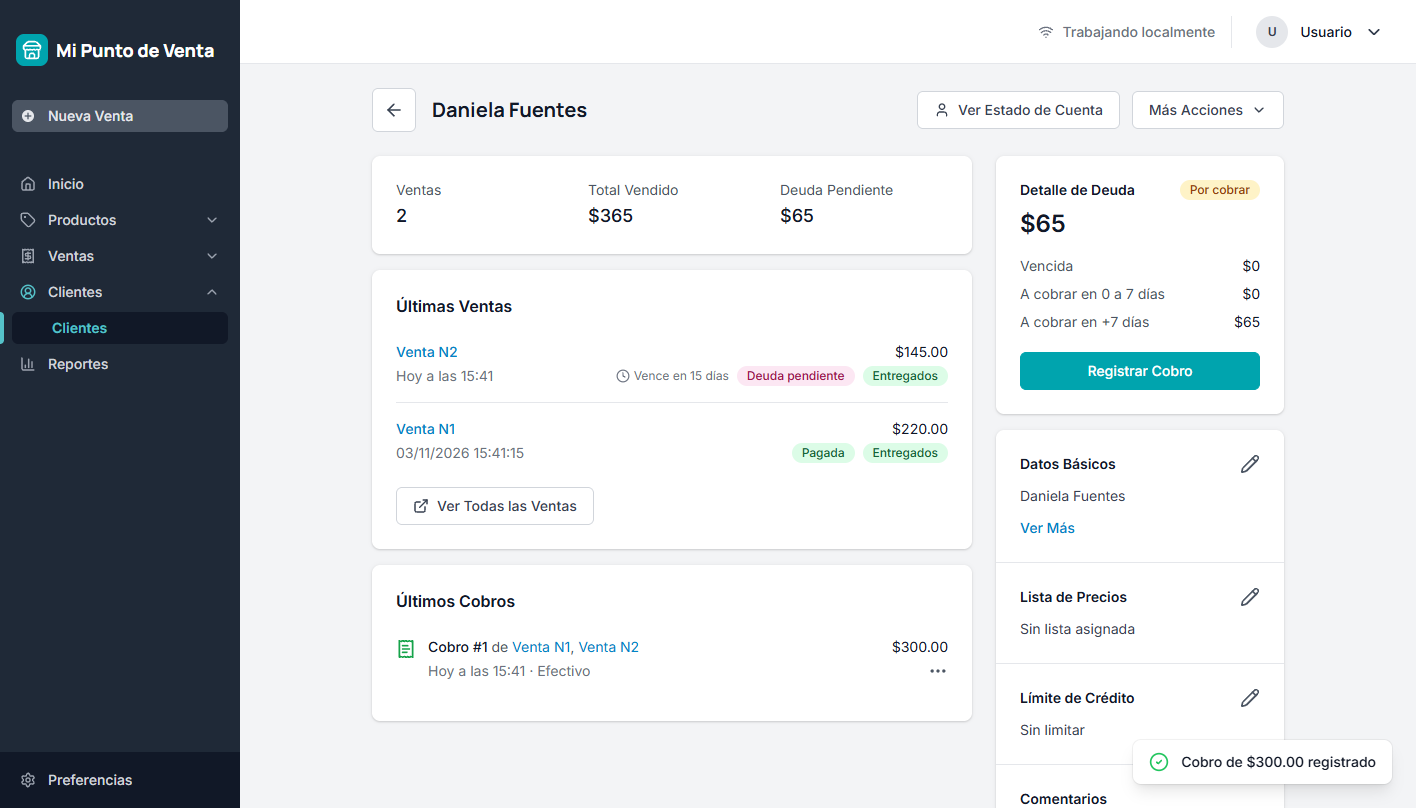 Mi Punto de Venta
Nueva Venta
Inicio
Productos
Ventas
Clientes
Clientes
Reportes
Preferencias
Trabajando localmente
U
Usuario
Daniela Fuentes
Ver Estado de Cuenta
Más Acciones
Ventas
2
Total Vendido
$365
Deuda Pendiente
$65
Últimas Ventas
Venta N2
$145.00
Hoy a las 15:41
Vence en 15 días
Deuda pendiente
Entregados
Venta N1
$220.00
03/11/2026 15:41:15
Pagada
Entregados
Ver Todas las Ventas
Últimos Cobros
Cobro #1 de Venta N1, Venta N2
$300.00
Hoy a las 15:41 · Efectivo
Detalle de Deuda
Por cobrar
$65
Vencida $0
A cobrar en 0 a 7 días $0
A cobrar en +7 días $65
Registrar Cobro
Datos Básicos
Daniela Fuentes
Ver Más
Lista de Precios
Sin lista asignada
Límite de Crédito
Sin limitar
Comentarios
Cobro de $300.00 registrado